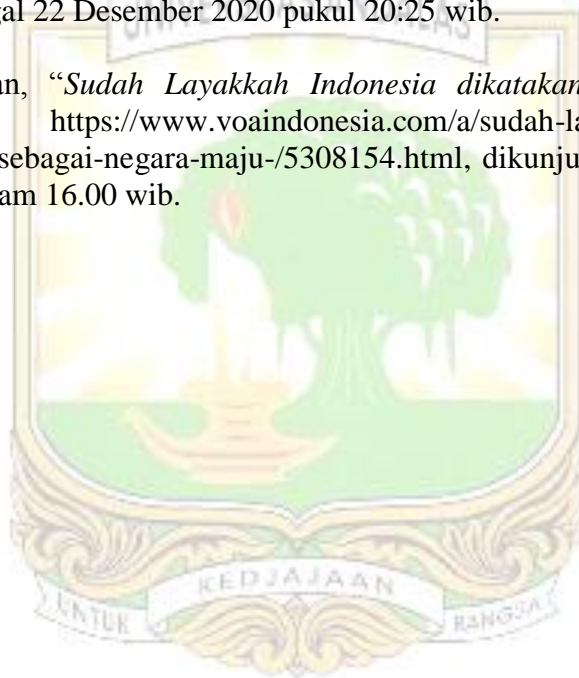 gal 22 Desember 2020 pukul 20:25 wib.
an, “Sudah Layakkah Indonesia dikatakan
https://www.voaindonesia.com/a/sudah-la
sebagai-negara-maju-/5308154.html, dikunju
am 16.00 wib.
UNTUK KEDJAJAAN BANGSA